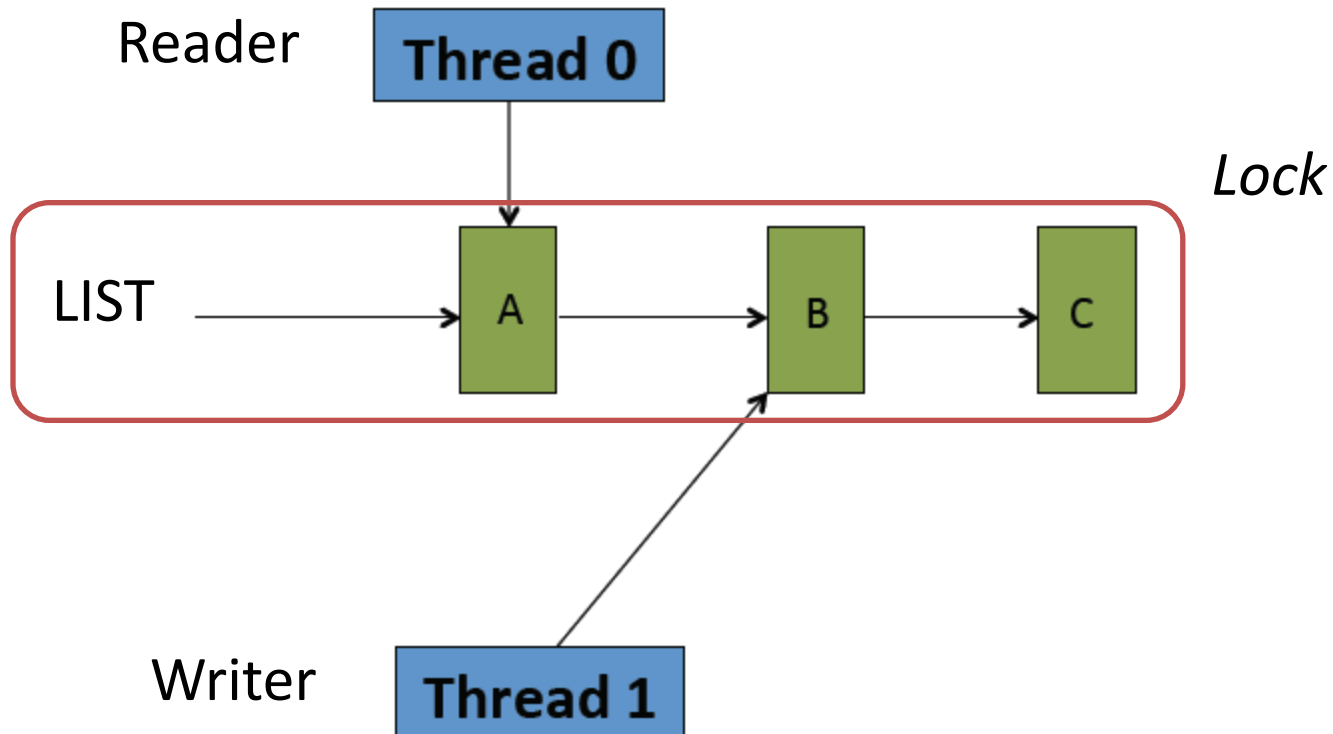 Reader
Thread 0
Lock
LIST
A
B
C
Writer
Thread 1